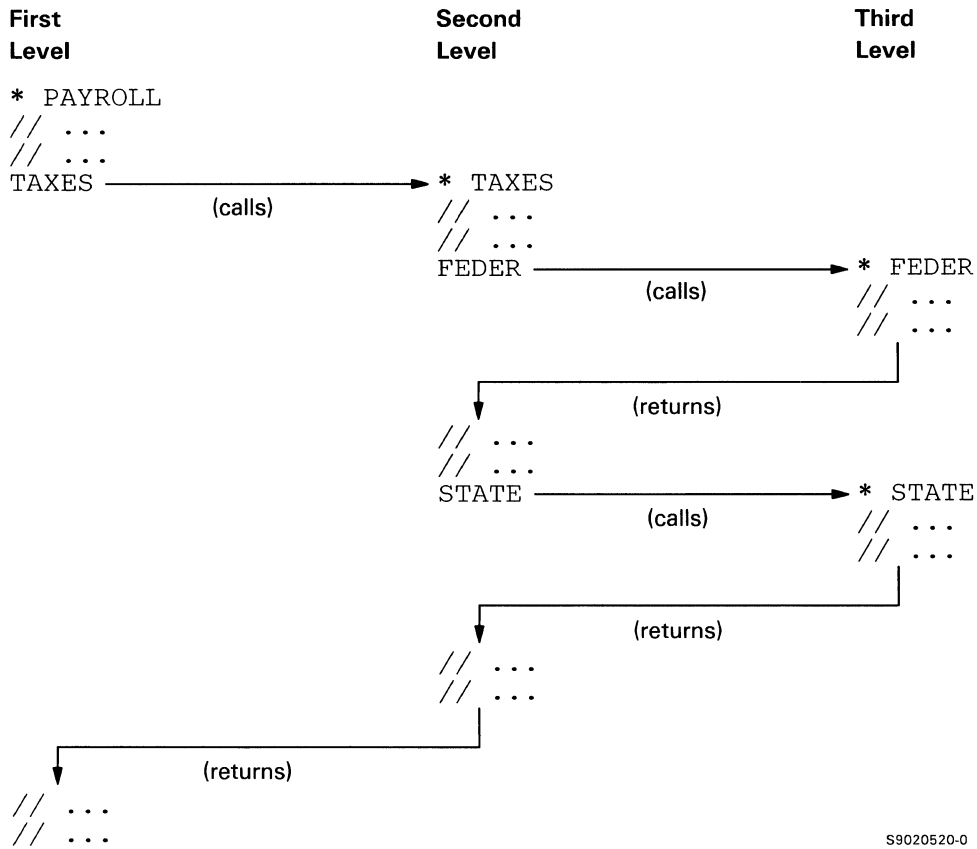 First Level
Second Level
Third Level
* PAYROLL
// ...
// ...
TAXES
(calls)
* TAXES
// ...
// ...
FEDER
(calls)
* FEDER
// ...
// ...
(returns)
// ...
// ...
STATE
(calls)
* STATE
// ...
// ...
(returns)
// ...
// ...
(returns)
// ...
// ...
S9020520-0